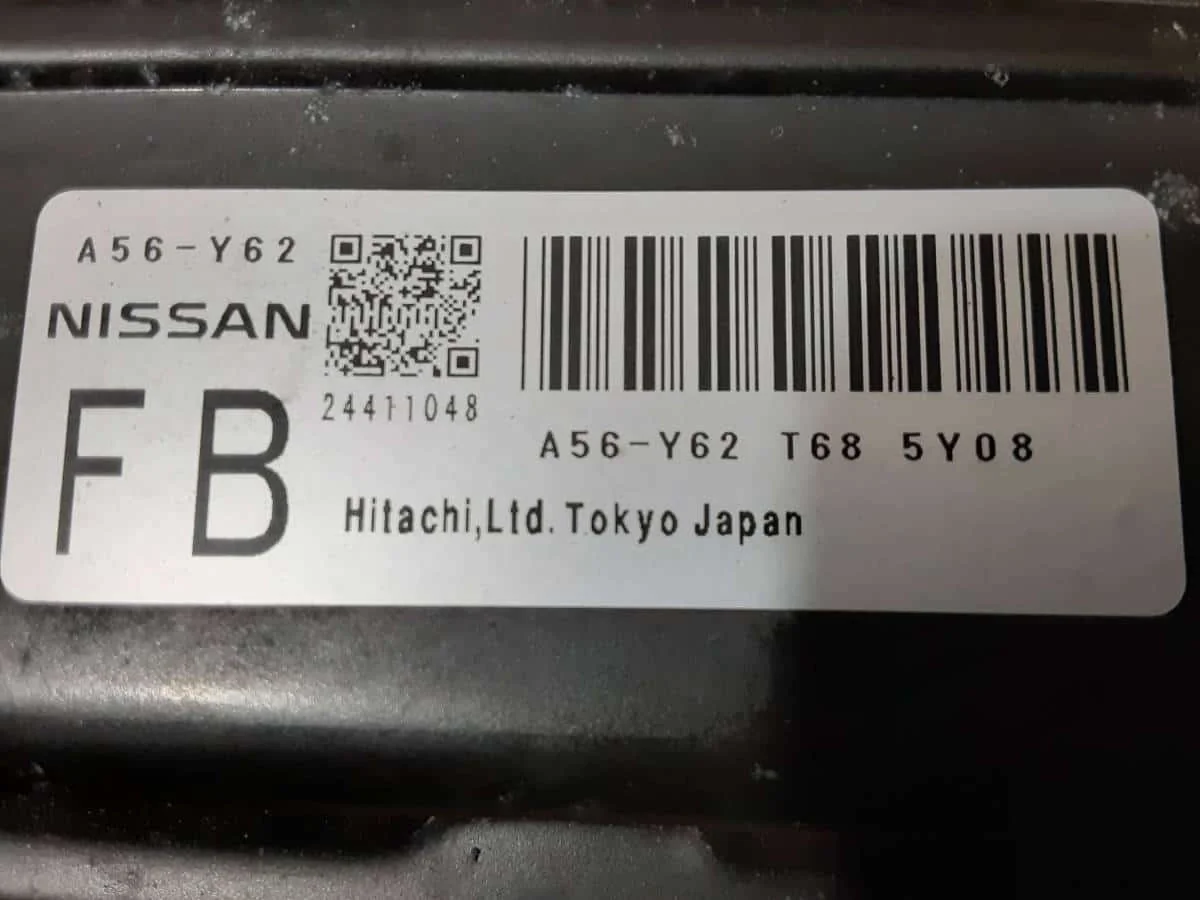 A56-Y62
NISSAN
FB
24411048
A56-Y62 T68 5Y08
Hitachi,Ltd. Tokyo Japan